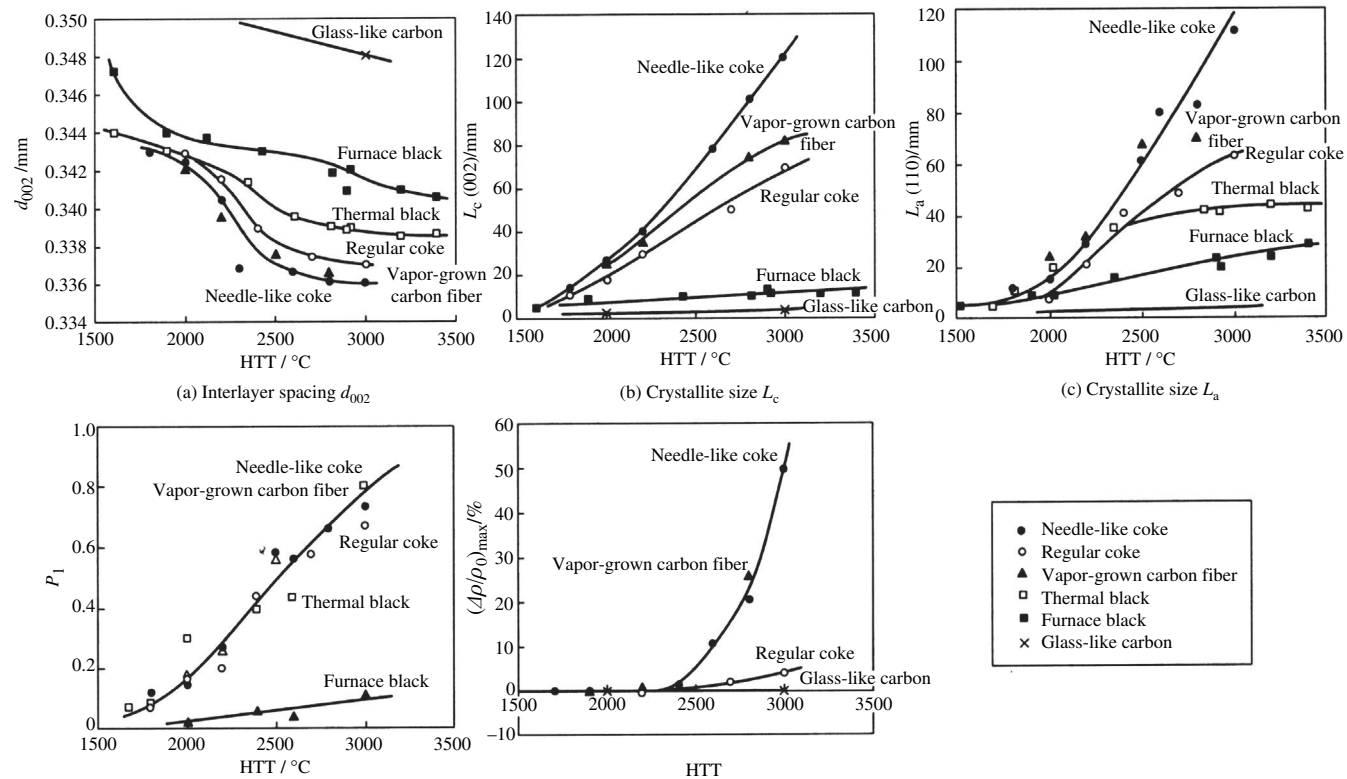 0.350
0.348
0.346
0.344
0.342
0.340
0.338
0.336
0.334
d002 /mm
Glass-like carbon
Furnace black
Thermal black
Regular coke
Vapor-grown
carbon fiber
Needle-like coke
1500 2000 2500 3000 3500
HTT / °C
(a) Interlayer spacing d002
140
120
100
80
60
40
20
0
Lc (002)/mm
Needle-like coke
Vapor-grown carbon
fiber
Regular coke
Furnace black
Glass-like carbon
1500 2000 2500 3000 3500
HTT / °C
(b) Crystallite size Lc
120
100
80
60
40
20
0
La (110)/mm
Needle-like coke
Vapor-grown carbon
fiber
Regular coke
Thermal black
Furnace black
Glass-like carbon
1500 2000 2500 3000 3500
HTT / °C
(c) Crystallite size La
1.0
0.8
0.6
0.4
0.2
0
P1
Needle-like coke
Vapor-grown carbon fiber
Regular coke
Thermal black
Furnace black
1500 2000 2500 3000 3500
HTT / °C
60
50
40
30
20
10
0
−10
(Δρ/ρ0)max/%
Needle-like coke
Vapor-grown carbon fiber
Regular coke
Glass-like carbon
1500 2000 2500 3000 3500
HTT
Needle-like coke
Regular coke
Vapor-grown carbon fiber
Thermal black
Furnace black
Glass-like carbon